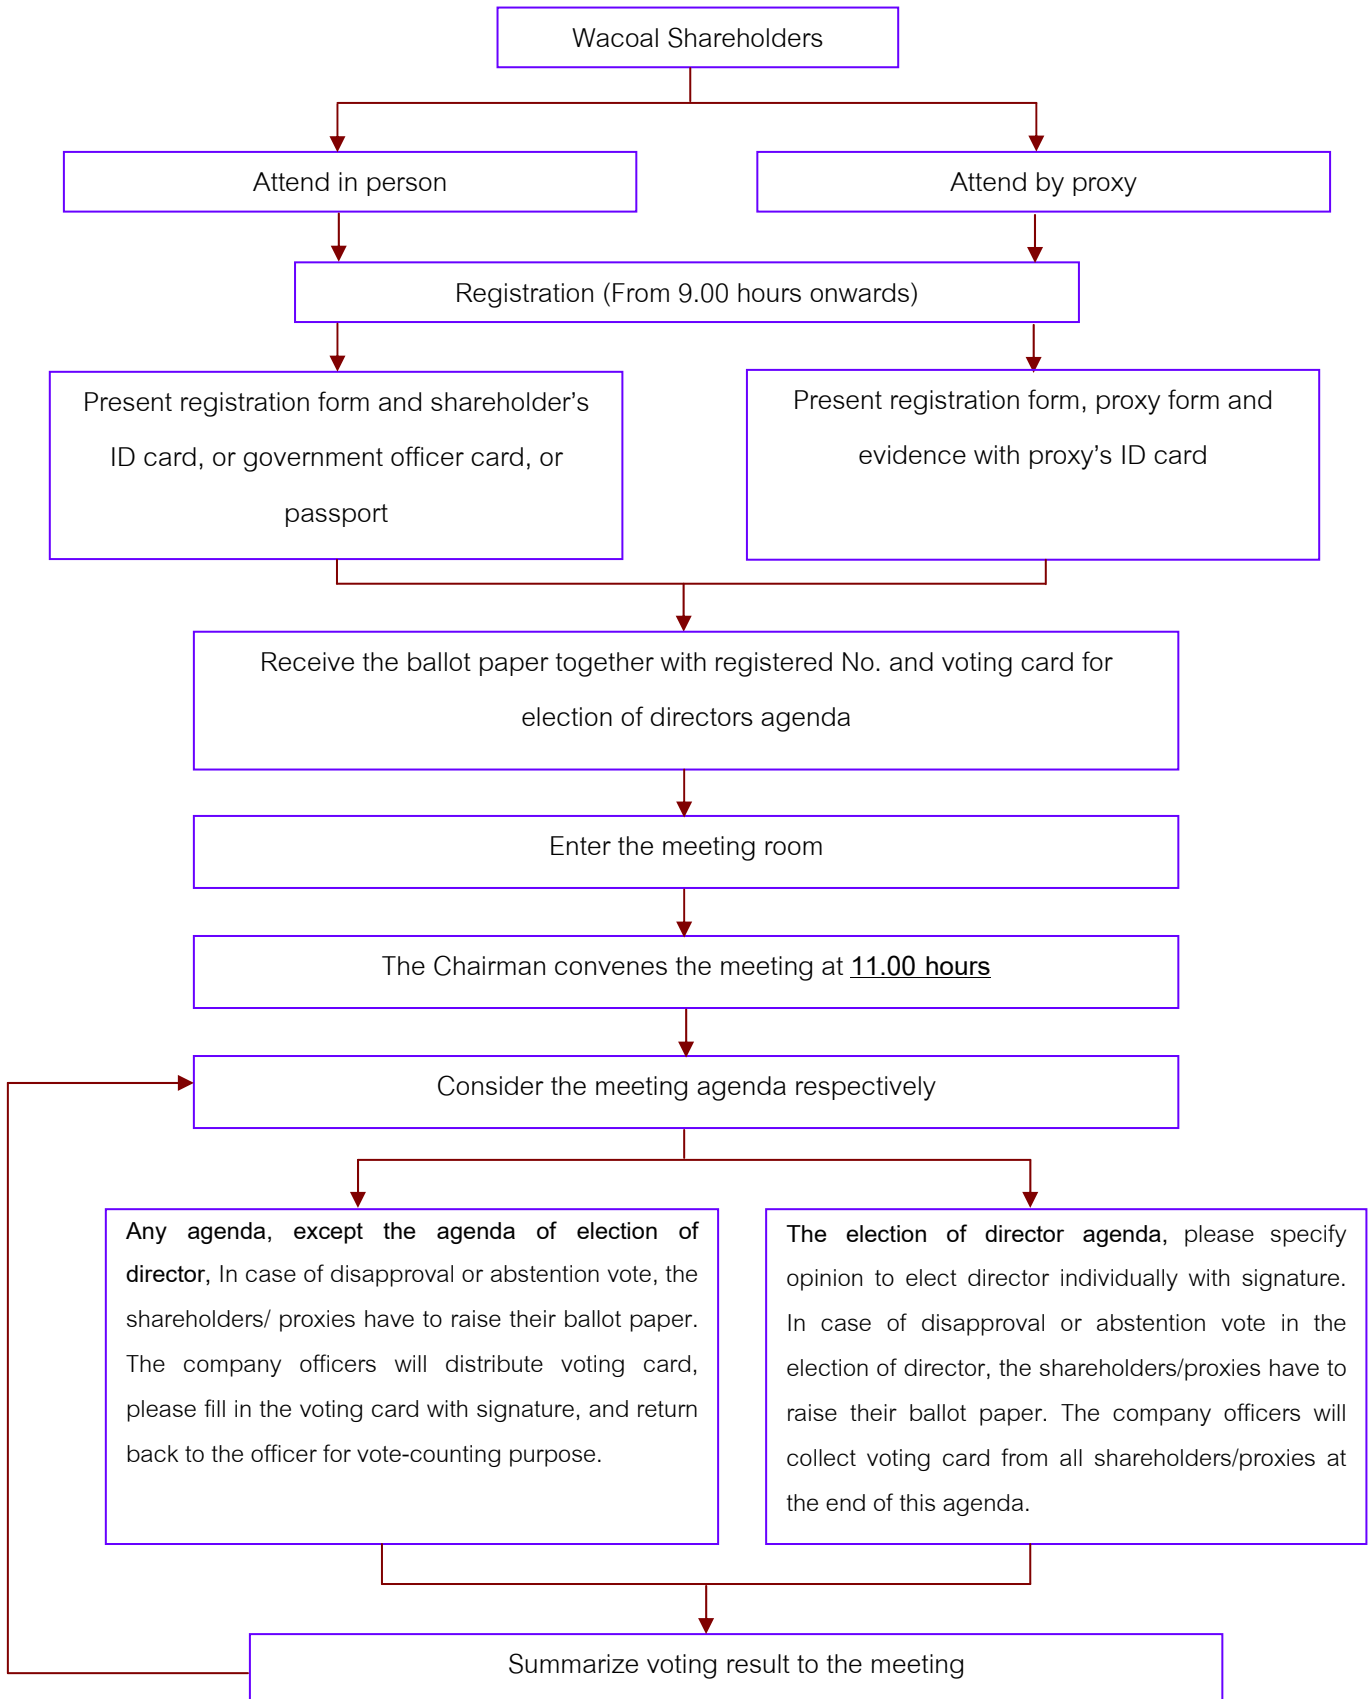 Wacoal Shareholders
Attend in person
Attend by proxy
Registration (From 9.00 hours onwards)
Present registration form and shareholder’s
ID card, or government officer card, or
passport
Present registration form, proxy form and
evidence with proxy’s ID card
Receive the ballot paper together with registered No. and voting card for
election of directors agenda
Enter the meeting room
The Chairman convenes the meeting at 11.00 hours
Consider the meeting agenda respectively
Any agenda, except the agenda of election of
director, In case of disapproval or abstention vote, the
shareholders/ proxies have to raise their ballot paper.
The company officers will distribute voting card,
please fill in the voting card with signature, and return
back to the officer for vote-counting purpose.
The election of director agenda, please specify
opinion to elect director individually with signature.
In case of disapproval or abstention vote in the
election of director, the shareholders/proxies have to
raise their ballot paper. The company officers will
collect voting card from all shareholders/proxies at
the end of this agenda.
Summarize voting result to the meeting